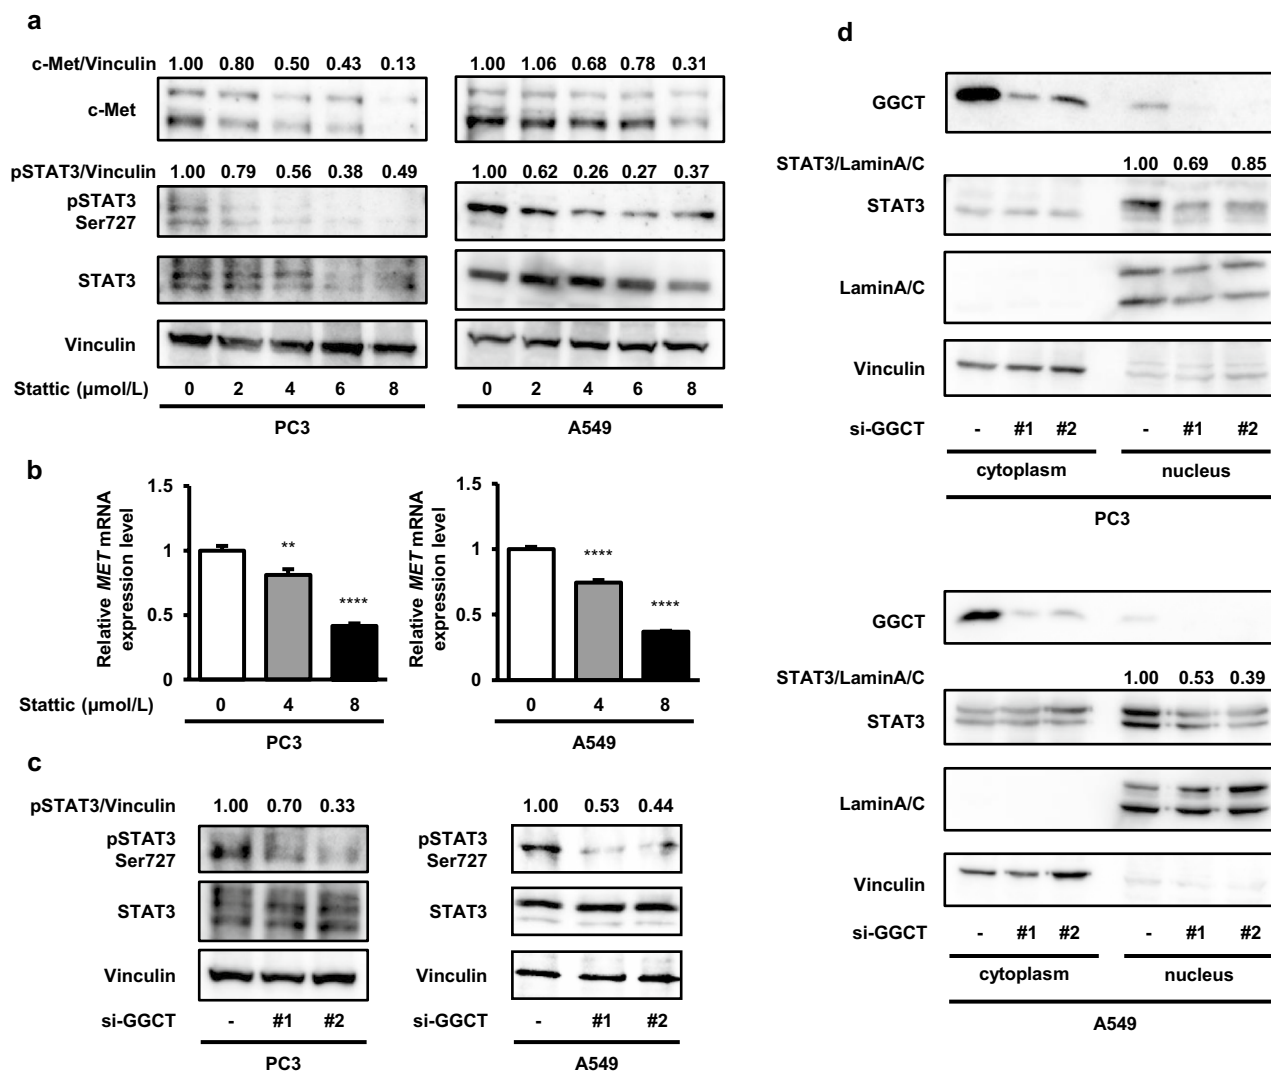 a
c-Met/Vinculin 1.00 0.80 0.50 0.43 0.13 1.00 1.06 0.68 0.78 0.31
c-Met
pSTAT3/Vinculin 1.00 0.79 0.56 0.38 0.49 1.00 0.62 0.26 0.27 0.37
pSTAT3
Ser727
STAT3
Vinculin
Stattic (µmol/L) 0 2 4 6 8 0 2 4 6 8
PC3 A549
b
Relative MET mRNA
expression level
1.5
1
0.5
0
** ****
Relative MET mRNA
expression level
1.5
1
0.5
0
**** ****
Stattic (µmol/L) 0 4 8 0 4 8
PC3 A549
c
pSTAT3/Vinculin 1.00 0.70 0.33 1.00 0.53 0.44
pSTAT3 pSTAT3
Ser727 Ser727
STAT3 STAT3
Vinculin Vinculin
si-GGCT - #1 #2 si-GGCT - #1 #2
PC3 A549
d
GGCT
STAT3/LaminA/C 1.00 0.69 0.85
STAT3
LaminA/C
Vinculin
si-GGCT - #1 #2 - #1 #2
cytoplasm nucleus
PC3
GGCT
STAT3/LaminA/C 1.00 0.53 0.39
STAT3
LaminA/C
Vinculin
si-GGCT - #1 #2 - #1 #2
cytoplasm nucleus
A549